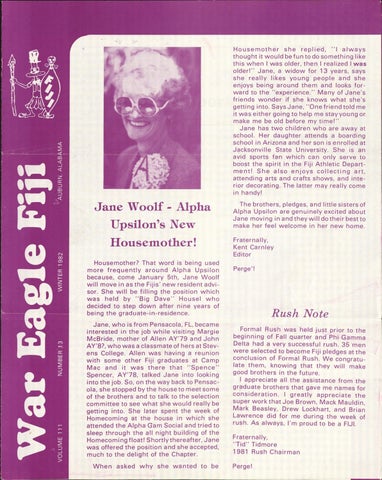 War Eagle Fiji
AUBURN, ALABAMA
WINTER 1982
NUMBER 13
VOLUME 111
Jane Woolf - Alpha
Upsilon's New
Housemother!
Housemother? That word is being used
more frequently around Alpha Upsilon
because, come January 5th, Jane Woolf
will move in as the Fijis' new resident advi-
sor. She will be filling the position which
was held by "Big Dave" Housel who
decided to step down after nine years of
being the graduate-in-residence.
Jane, who is from Pensacola, FL, became
interested in the job while visiting Margie
McBride, mother of Allen AY'79 and John
AY'8?, who was a classmate of hers at Stev-
ens College. Allen was having a reunion
with some other Fiji graduates at Camp
Mac and it was there that "Spence"
Spencer, AY'78, talked Jane into looking
into the job. So, on the way back to Pensac-
ola, she stopped by the house to meet some
of the brothers and to talk to the selection
committee to see what she would really be
getting into. She later spent the week of
Homecoming at the house in which she
attended the Alpha Gam Social and tried to
sleep through the all night building of the
Homecoming float! Shortly thereafter, Jane
was offered the position and she accepted,
much to the delight of the Chapter.
When asked why she wanted to be
Housemother she replied, "I always
thought it would be fun to do something like
this when I was older, then I realized I was
older!" Jane, a widow for 13 years, says
she really likes young people and she
enjoys being around them and looks for-
ward to the "experience." Many of Jane's
friends wonder if she knows what she's
getting into. Says Jane, "One friend told me
it was either going to help me stay young or
make me be old before my time!"
Jane has two children who are away at
school. Her daughter attends a boarding
school in Arizona and her son is enrolled at
Jacksonville State University. She is an
avid sports fan which can only serve to
boost the spirit in the Fiji Athletic Depart-
ment! She also enjoys collecting art,
attending arts and crafts shows, and inte-
rior decorating. The latter may really come
in handy!
The brothers, pledges, and little sisters of
Alpha Upsilon are genuinely excited about
Jane moving in and they will do their best to
make her feel welcome in her new home.
Fraternally,
Kent Carnley
Editor
Perge'!
Rush Note
Formal Rush was held just prior to the
beginning of Fall quarter and Phi Gamma
Delta had a very successful rush. 35 men
were selected to become Fiji pledges at the
conclusion of Formal Rush. We congratu-
late them, knowing that they will make
good brothers in the future.
I appreciate all the assistance from the
graduate brothers that gave me names for
consideration. I greatly appreciate the
super work that Joe Brown, Mack Mauldin,
Mark Beasley, Drew Lockhart, and Brian
Lawrence did for me during the week of
rush. As always, I'm proud to be a FIJI.
Fraternally,
"Tid" Tidmore
1981 Rush Chairman
Perge!